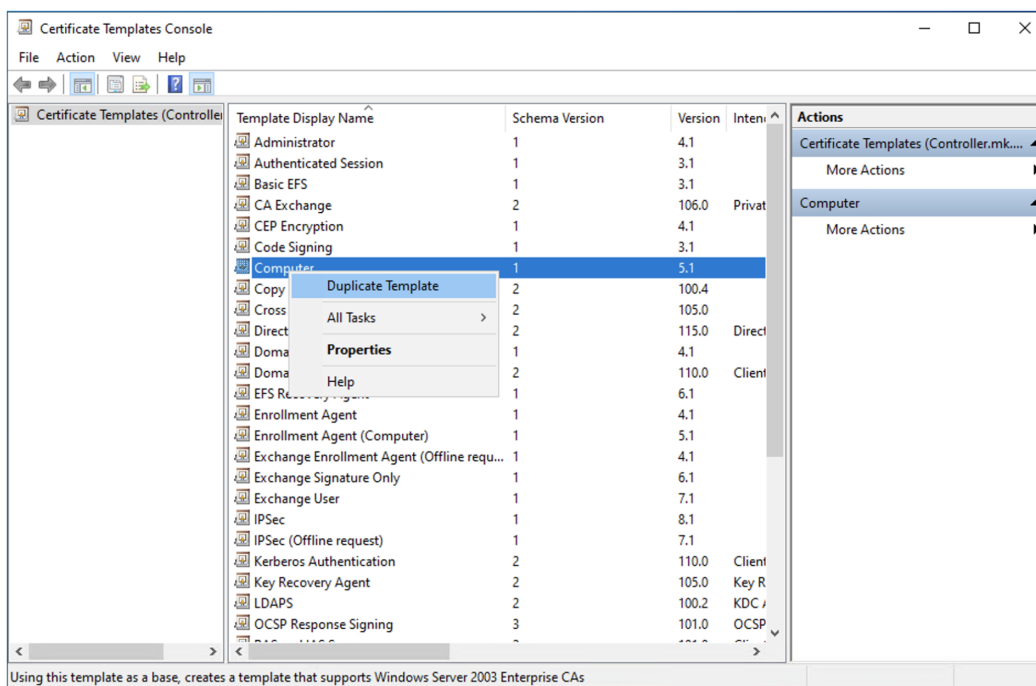 Certificate Templates Console
File Action View Help
Certificate Templates (Controller
Template Display Name Schema Version Version Inten
Administrator 1 4.1
Authenticated Session 1 3.1
Basic EFS 1 3.1
CA Exchange 2 106.0 Privat
CEP Encryption 1 4.1
Code Signing 1 3.1
Computer 1 5.1
Copy 2 100.4
Cross 2 105.0
Direct 2 115.0 Direct
Doma 1 4.1
Doma 2 110.0 Client
EFS Recovery Agent 1 6.1
Enrollment Agent 1 4.1
Enrollment Agent (Computer) 1 5.1
Exchange Enrollment Agent (Offline requ... 1 4.1
Exchange Signature Only 1 6.1
Exchange User 1 7.1
IPSec 1 8.1
IPSec (Offline request) 1 7.1
Kerberos Authentication 2 110.0 Client
Key Recovery Agent 2 105.0 Key R
LDAPS 2 100.2 KDC
OCSP Response Signing 3 101.0 OCSP
Duplicate Template
All Tasks
Properties
Help
Actions
Certificate Templates (Controller.mk....
More Actions
Computer
More Actions
Using this template as a base, creates a template that supports Windows Server 2003 Enterprise CAs